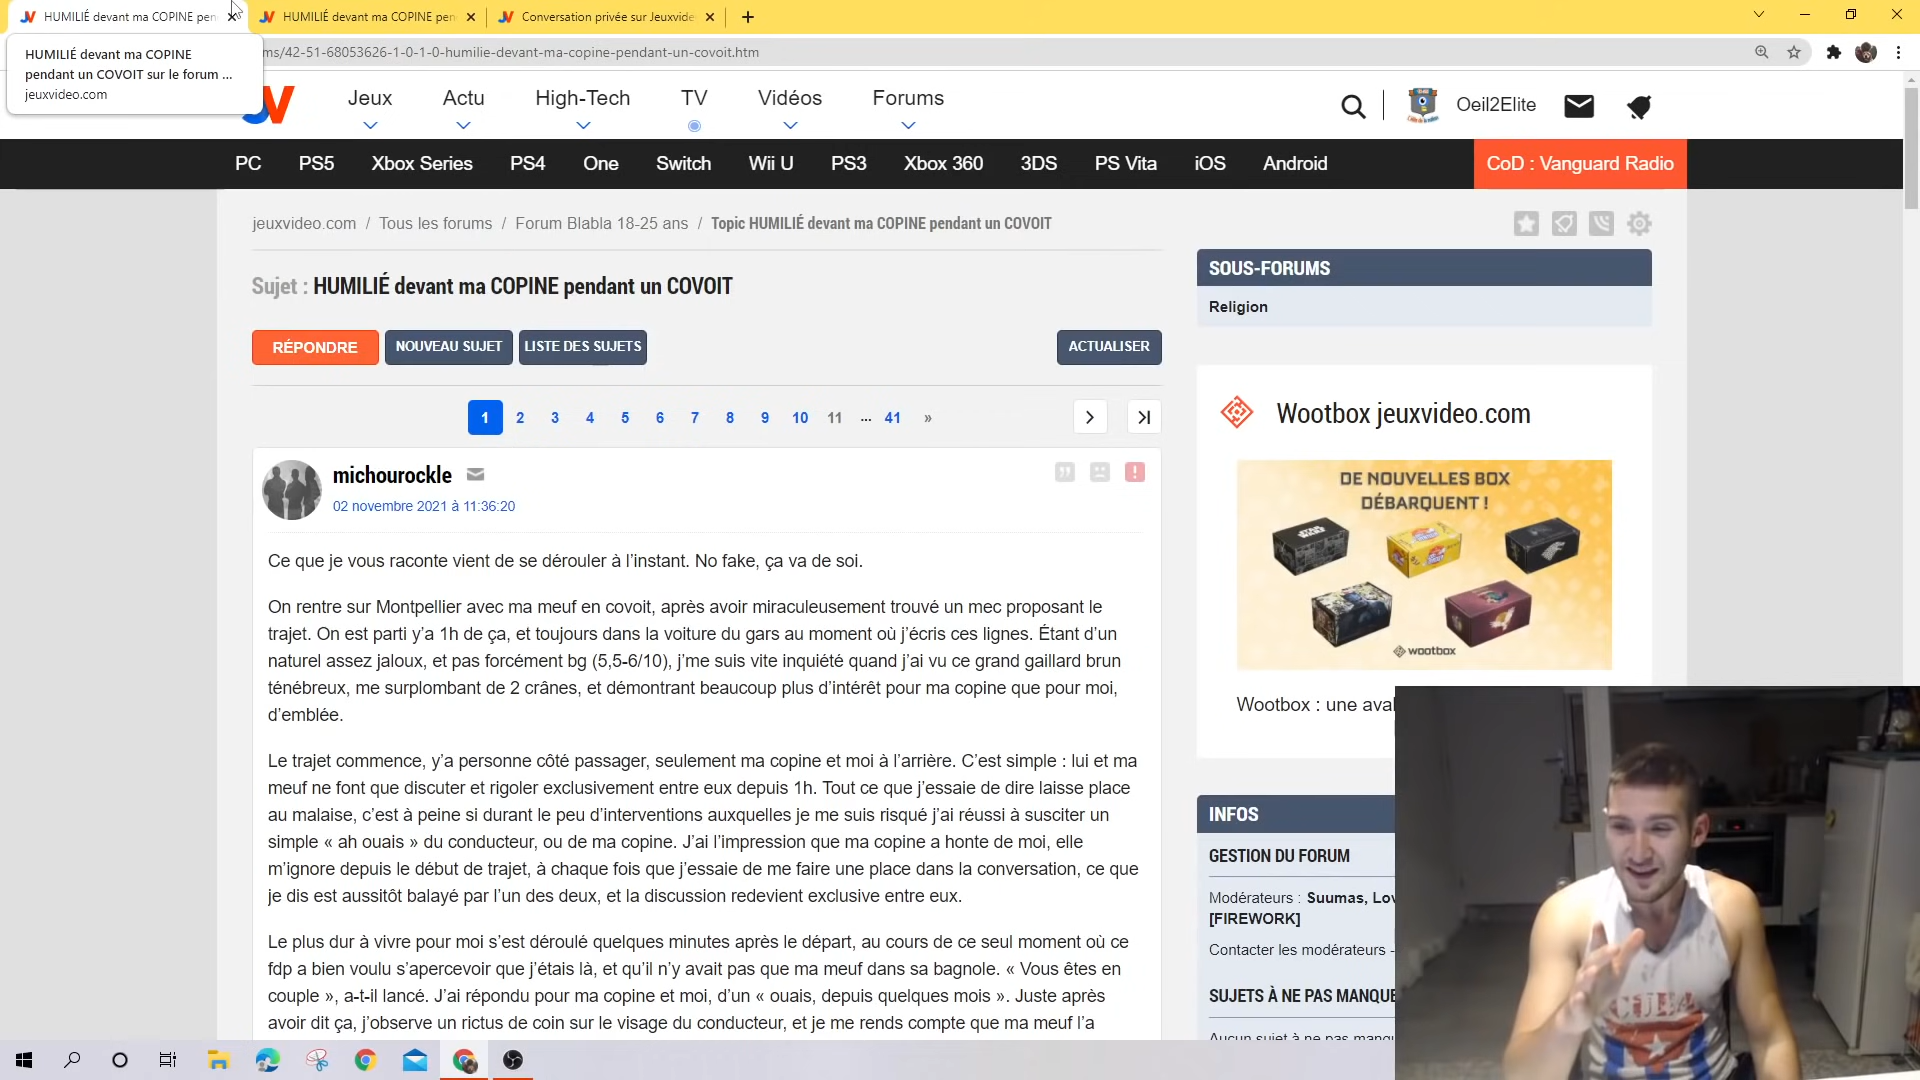 HUMILIÉ devant ma COPINE pen
HUMILIÉ devant ma COPINE pen
Conversation privée sur Jeuxvide
HUMILIÉ devant ma COPINE
pendant un COVOIT sur le forum ...
jeuxvideo.com
ms/42-51-68053626-1-0-1-0-humilie-devant-ma-copine-pendant-un-covoit.htm
Jeux
Actu
High-Tech
TV
Vidéos
Forums
Oeil2Elite
PC
PS5
Xbox Series
PS4
One
Switch
Wii U
PS3
Xbox 360
3DS
PS Vita
iOS
Android
CoD : Vanguard Radio
jeuxvideo.com / Tous les forums / Forum Blabla 18-25 ans / Topic HUMILIÉ devant ma COPINE pendant un COVOIT
Sujet : HUMILIÉ devant ma COPINE pendant un COVOIT
RÉPONDRE
NOUVEAU SUJET
LISTE DES SUJETS
ACTUALISER
1 2 3 4 5 6 7 8 9 10 11 ... 41 »
michourockle
02 novembre 2021 à 11:36:20
Ce que je vous raconte vient de se dérouler à l’instant. No fake, ça va de soi.
On rentre sur Montpellier avec ma meuf en covoit, après avoir miraculeusement trouvé un mec proposant le
trajet. On est parti y’a 1h de ça, et toujours dans la voiture du gars au moment où j’écris ces lignes. Étant d’un
naturel assez jaloux, et pas forcément bg (5,5-6/10), j’me suis vite inquiété quand j’ai vu ce grand gaillard brun
ténébreux, me surplombant de 2 crânes, et démontrant beaucoup plus d’intérêt pour ma copine que pour moi,
d’emblée.
Le trajet commence, y’a personne côté passager, seulement ma copine et moi à l’arrière. C’est simple : lui et ma
meuf ne font que discuter et rigoler exclusivement entre eux depuis 1h. Tout ce que j’essaie de dire laisse place
au malaise, c’est à peine si durant le peu d’interventions auxquelles je me suis risqué j’ai réussi à susciter un
simple « ah ouais » du conducteur, ou de ma copine. J’ai l’impression que ma copine a honte de moi, elle
m’ignore depuis le début de trajet, à chaque fois que j’essaie de me faire une place dans la conversation, ce que
je dis est aussitôt balayé par l’un des deux, et la discussion redevient exclusive entre eux.
Le plus dur à vivre pour moi s’est déroulé quelques minutes après le départ, au cours de ce seul moment où ce
fdp a bien voulu s’apercevoir que j’étais là, et qu’il n’y avait pas que ma meuf dans sa bagnole. « Vous êtes en
couple », a-t-il lancé. J’ai répondu pour ma copine et moi, d’un « ouais, depuis quelques mois ». Juste après
avoir dit ça, j’observe un rictus de coin sur le visage du conducteur, et je me rends compte que ma meuf l’a
SOUS-FORUMS
Religion
Wootbox jeuxvideo.com
DE NOUVELLES BOX
DÉBARQUENT !
wootbox
Wootbox : une aval
INFOS
GESTION DU FORUM
Modérateurs : Suumas, Lov
[FIREWORK]
Contacter les modérateurs -
SUJETS À NE PAS MANQUE
Aucun sujet à ne pas manqu